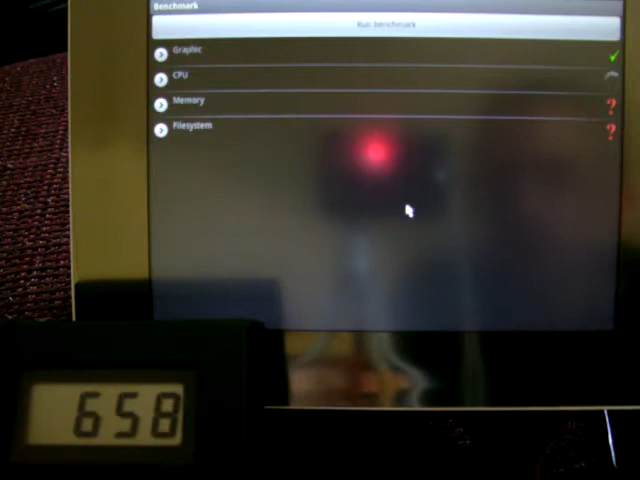 Benchmark
Run benchmark
Graphic
CPU
Memory ?
Filesystem ?
658